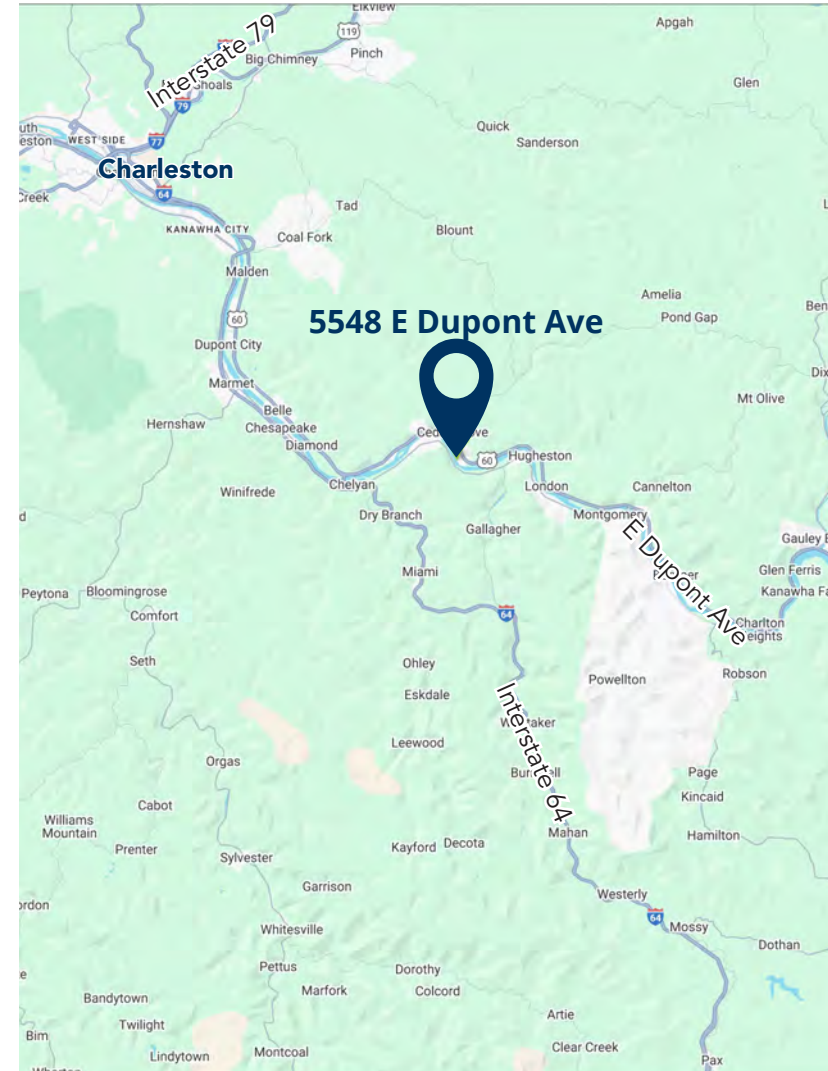 Elkview
Apgah
119
Interstate 79
Big Chimney
Pinch
Shoals
Glen
79
Quick
Sanderson
WEST SIDE
77
Charleston
64
Creek
Tad
KANAWHA CITY
Coal Fork
Blount
Malden
Amelia
60
Pond Gap
5548 E Dupont Ave
Dupont City
Marmet
Mt Olive
Belle
Hernshaw
Chesapeake
Diamond
60
Hugheston
Chelyan
Winifrede
London
Cannelton
Dry Branch
Montgomery
Gallagher
E Dupont Ave
Gauley
Miami
Glen Ferris
Peytona
Bloomingrose
Kanawha
Comfort
64
Charlton
Heights
Seth
Ohley
Robson
Powellton
Eskdale
Interstate 64
Leewood
Orgas
Page
Kincaid
Cabot
Williams
Mountain
Mahan
Hamilton
Prenter
Kayford
Decota
Sylvester
Garrison
Westerly
64
Mossy
Whitesville
Dothan
Pettus
Dorothy
Marfork
Colcord
Bandytown
Artie
Twilight
Bim
Clear Creek
Lindytown
Montcoal
Pax